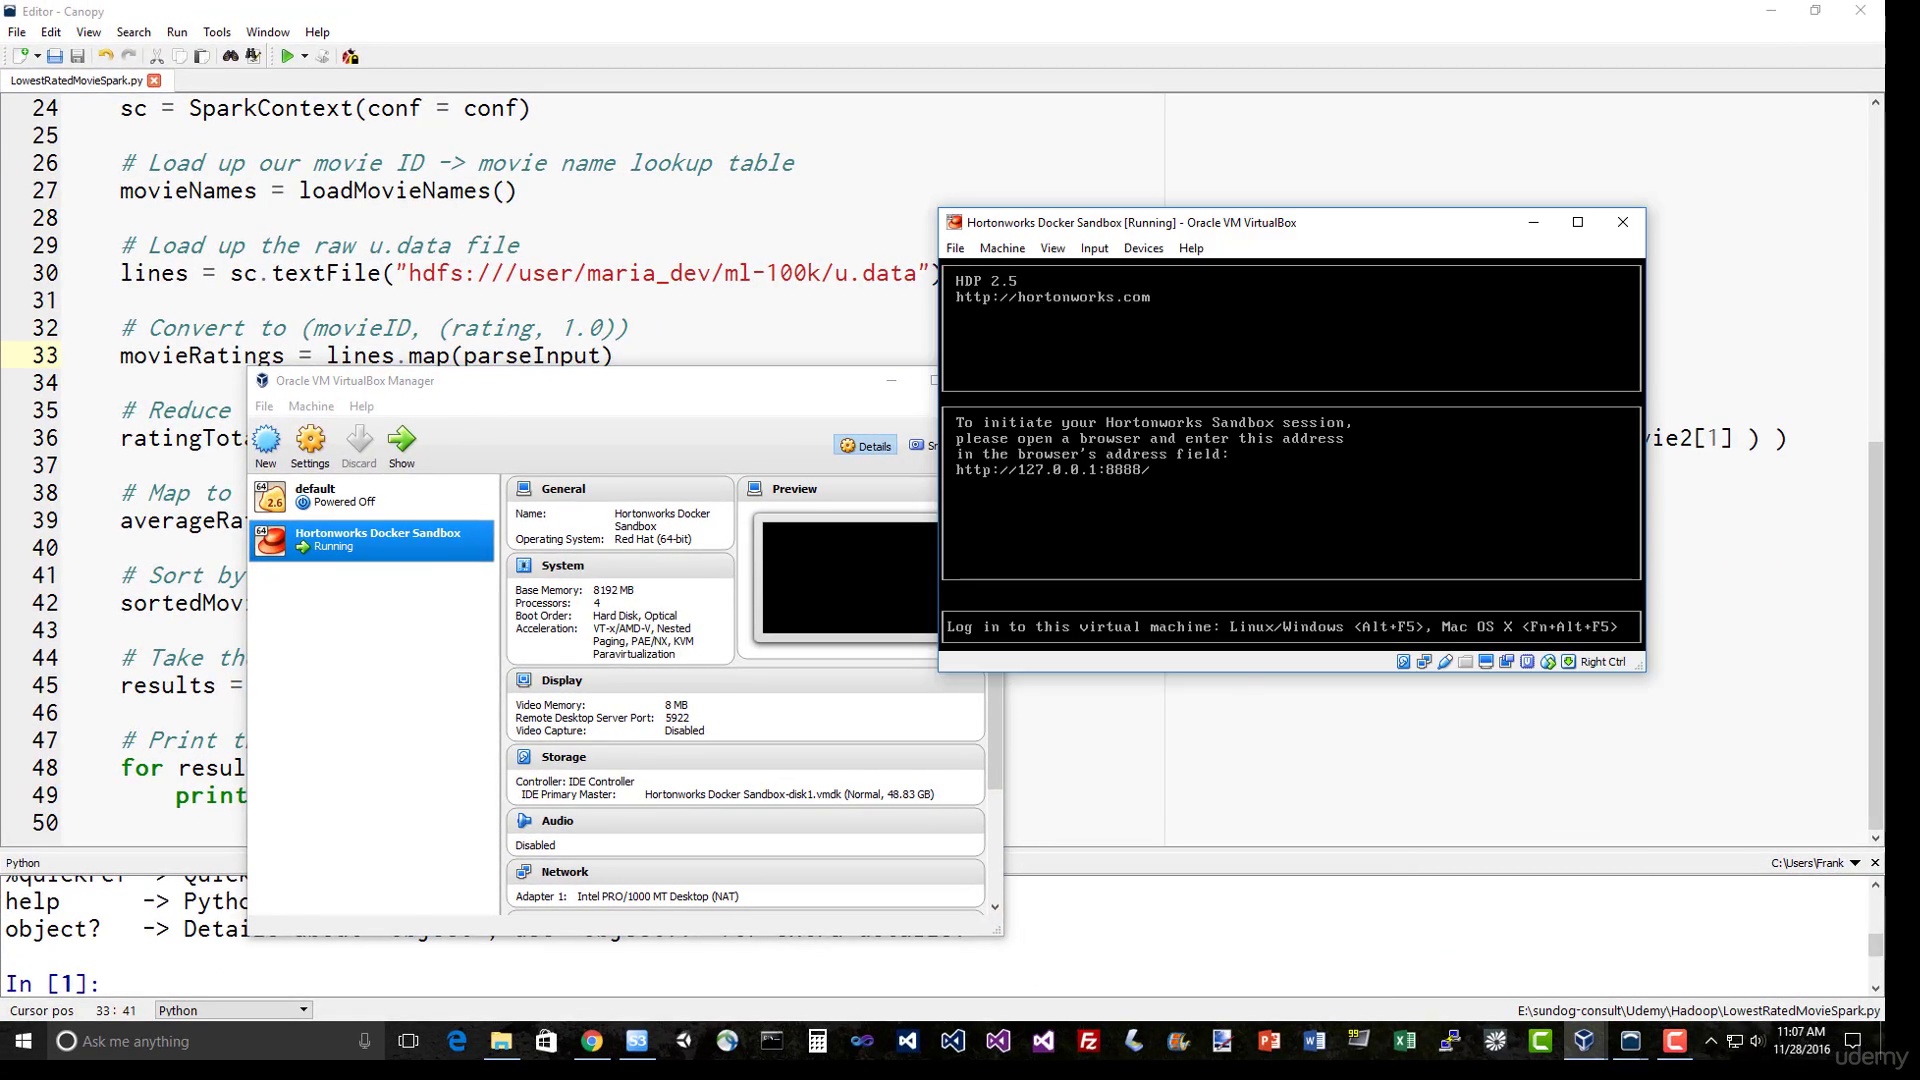 Editor - Canopy
File Edit View Search Run Tools Window Help
LowestRatedMovieSpark.py
24 sc = SparkContext(conf = conf)
25
26 # Load up our movie ID -> movie name lookup table
27 movieNames = loadMovieNames()
28
29 # Load up the raw u.data file
30 lines = sc.textFile("hdfs:///user/maria_dev/ml-100k/u.data")
31
32 # Convert to (movieID, (rating, 1.0))
33 movieRatings = lines.map(parseInput)
34
35 # Reduce
36 ratingTota vie2[1] ) )
37
38 # Map to
39 averageRa
40
41 # Sort by
42 sortedMov
43
44 # Take th
45 results =
46
47 # Print t
48 for resul
49 print
50
Oracle VM VirtualBox Manager
File Machine Help
New Settings Discard Show
Details Sn
64 2.6 default
Powered Off
64 Hortonworks Docker Sandbox
Running
General
Name: Hortonworks Docker
Sandbox
Operating System: Red Hat (64-bit)
System
Base Memory: 8192 MB
Processors: 4
Boot Order: Hard Disk, Optical
Acceleration: VT-x/AMD-V, Nested
Paging, PAE/NX, KVM
Paravirtualization
Preview
Display
Video Memory: 8 MB
Remote Desktop Server Port: 5922
Video Capture: Disabled
Storage
Controller: IDE Controller
IDE Primary Master: Hortonworks Docker Sandbox-disk1.vmdk (Normal, 48.83 GB)
Audio
Disabled
Network
Adapter 1: Intel PRO/1000 MT Desktop (NAT)
Hortonworks Docker Sandbox [Running] - Oracle VM VirtualBox
File Machine View Input Devices Help
HDP 2.5
http://hortonworks.com
To initiate your Hortonworks Sandbox session,
please open a browser and enter this address
in the browser's address field:
http://127.0.0.1:8888/
Log in to this virtual machine: Linux/Windows <Alt+F5>, Mac OS X <Fn+Alt+F5>
Right Ctrl
Python C:\Users\Frank
help -> Pytho
object? -> Detai
In [1]:
Cursor pos 33: 41 Python E:\sundog-consult\Udemy\Hadoop\LowestRatedMovieSpark.py
Ask me anything
11:07 AM
11/28/2016
udemy